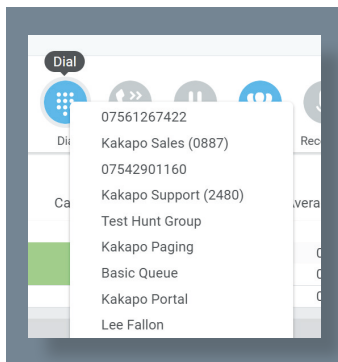 Dial
07561267422
Dia
Kakapo Sales (0887)
Rec
07542901160
Ca
Kakapo Support (2480)
vera
Test Hunt Group
Kakapo Paging
Basic Queue
Kakapo Portal
Lee Fallon